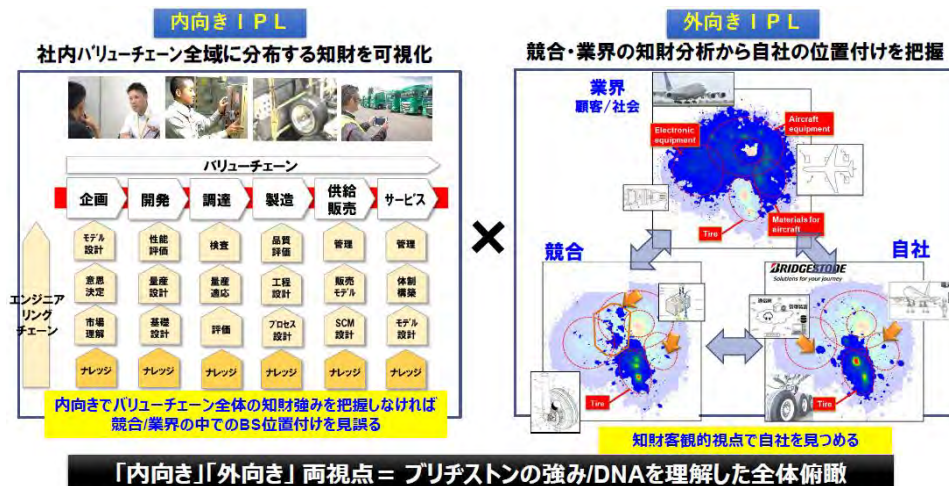 内向きＩＰＬ
社内バリューチェーン全域に分布する知財を可視化
バリューチェーン
企画
開発
調達
製造
供給
販売
サービス
モデル
設計
性能
評価
検査
品質
評価
管理
管理
意思
決定
量産
設計
量産
適応
工程
設計
販売
モデル
体制
構築
市場
理解
基礎
設計
評価
プロセス
設計
SCM
設計
モデル
設計
ナレッジ
ナレッジ
ナレッジ
ナレッジ
ナレッジ
ナレッジ
エンジニア
リング
チェーン
内向きでバリューチェーン全体の知財強みを把握しなければ
競合/業界の中でのBS位置付けを見誤る
×
外向きＩＰＬ
競合・業界の知財分析から自社の位置付けを把握
業界
顧客/社会
Electronic
equipment
Aircraft
equipment
Tire
Materials for
aircraft
競合
Tire
自社
BRIDGESTONE
Solutions for your journey
Tire
知財客観的視点で自社を見つめる
「内向き」「外向き」 両視点＝ ブリヂストンの強み/DNAを理解した全体俯瞰